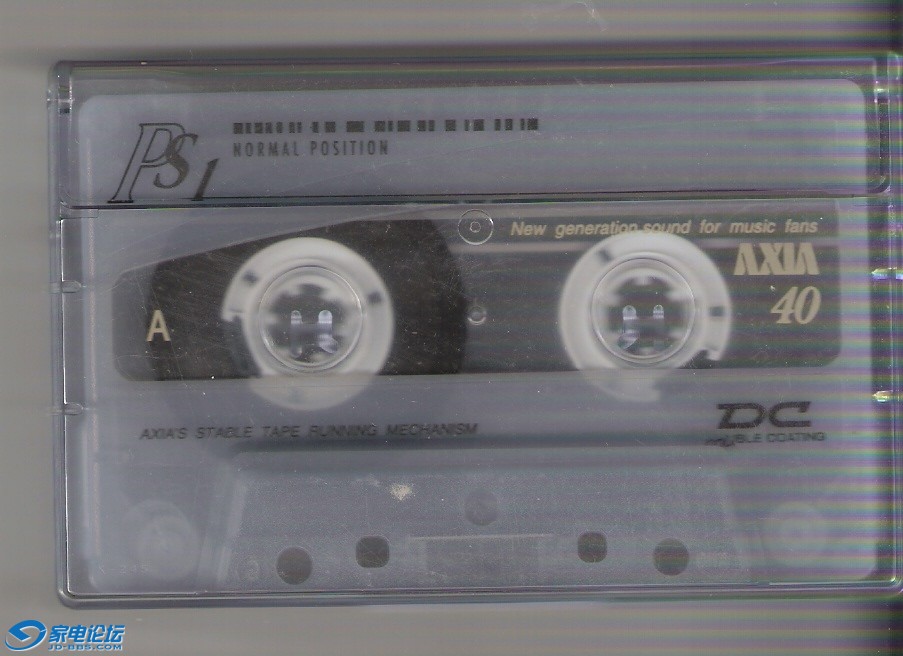 PS1
NORMAL POSITION
New generation sound for music fans
AXIA
40
A
AXIA'S STABLE TAPE RUNNING MECHANISM
DC
DOUBLE COATING
家电论坛
JD-BBS.COM